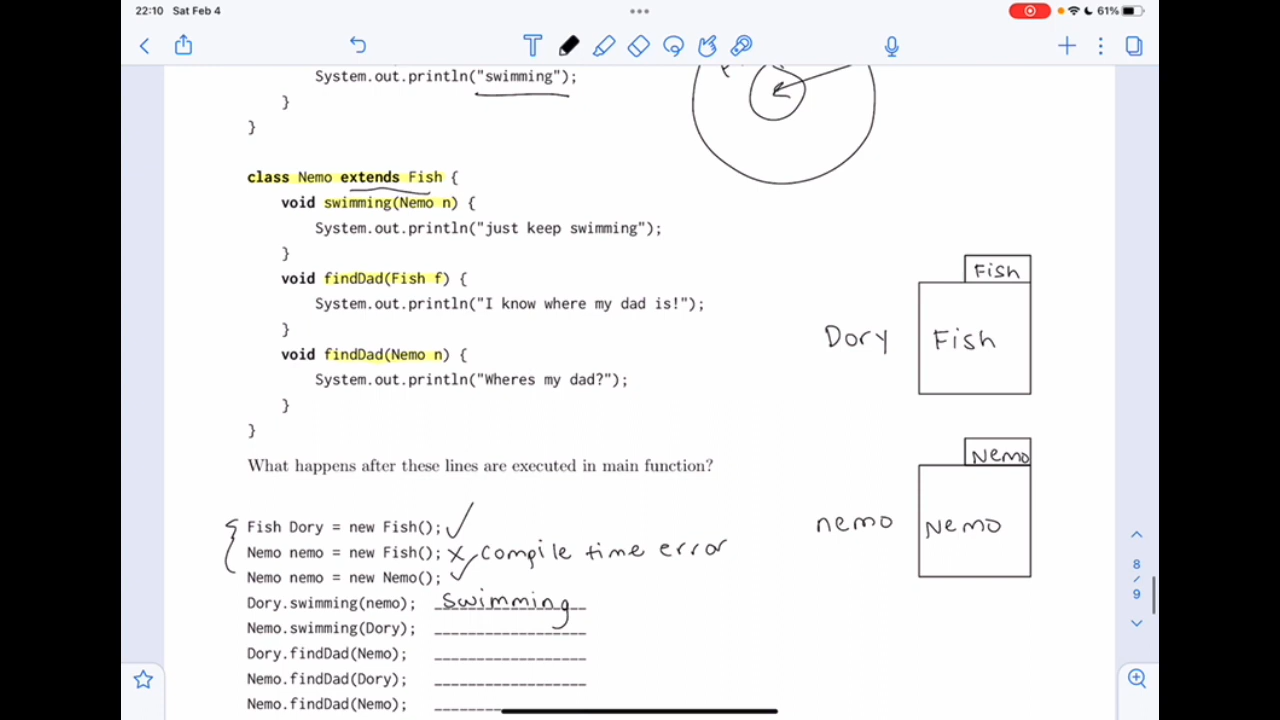 22:10 Sat Feb 4
61%
System.out.println("swimming");
}
}
class Nemo extends Fish {
void swimming(Nemo n) {
System.out.println("just keep swimming");
}
void findDad(Fish f) {
System.out.println("I know where my dad is!");
}
void findDad(Nemo n) {
System.out.println("Wheres my dad?");
}
}
Fish
Dory Fish
Nemo
nemo Nemo
What happens after these lines are executed in main function?
Fish Dory = new Fish(); ✓
Nemo nemo = new Fish(); x compile time error
Nemo nemo = new Nemo(); ✓
Dory.swimming(nemo); swimming
Nemo.swimming(Dory); __________________
Dory.findDad(Nemo); __________________
Nemo.findDad(Dory); __________________
Nemo.findDad(Nemo); ________
8
/
9